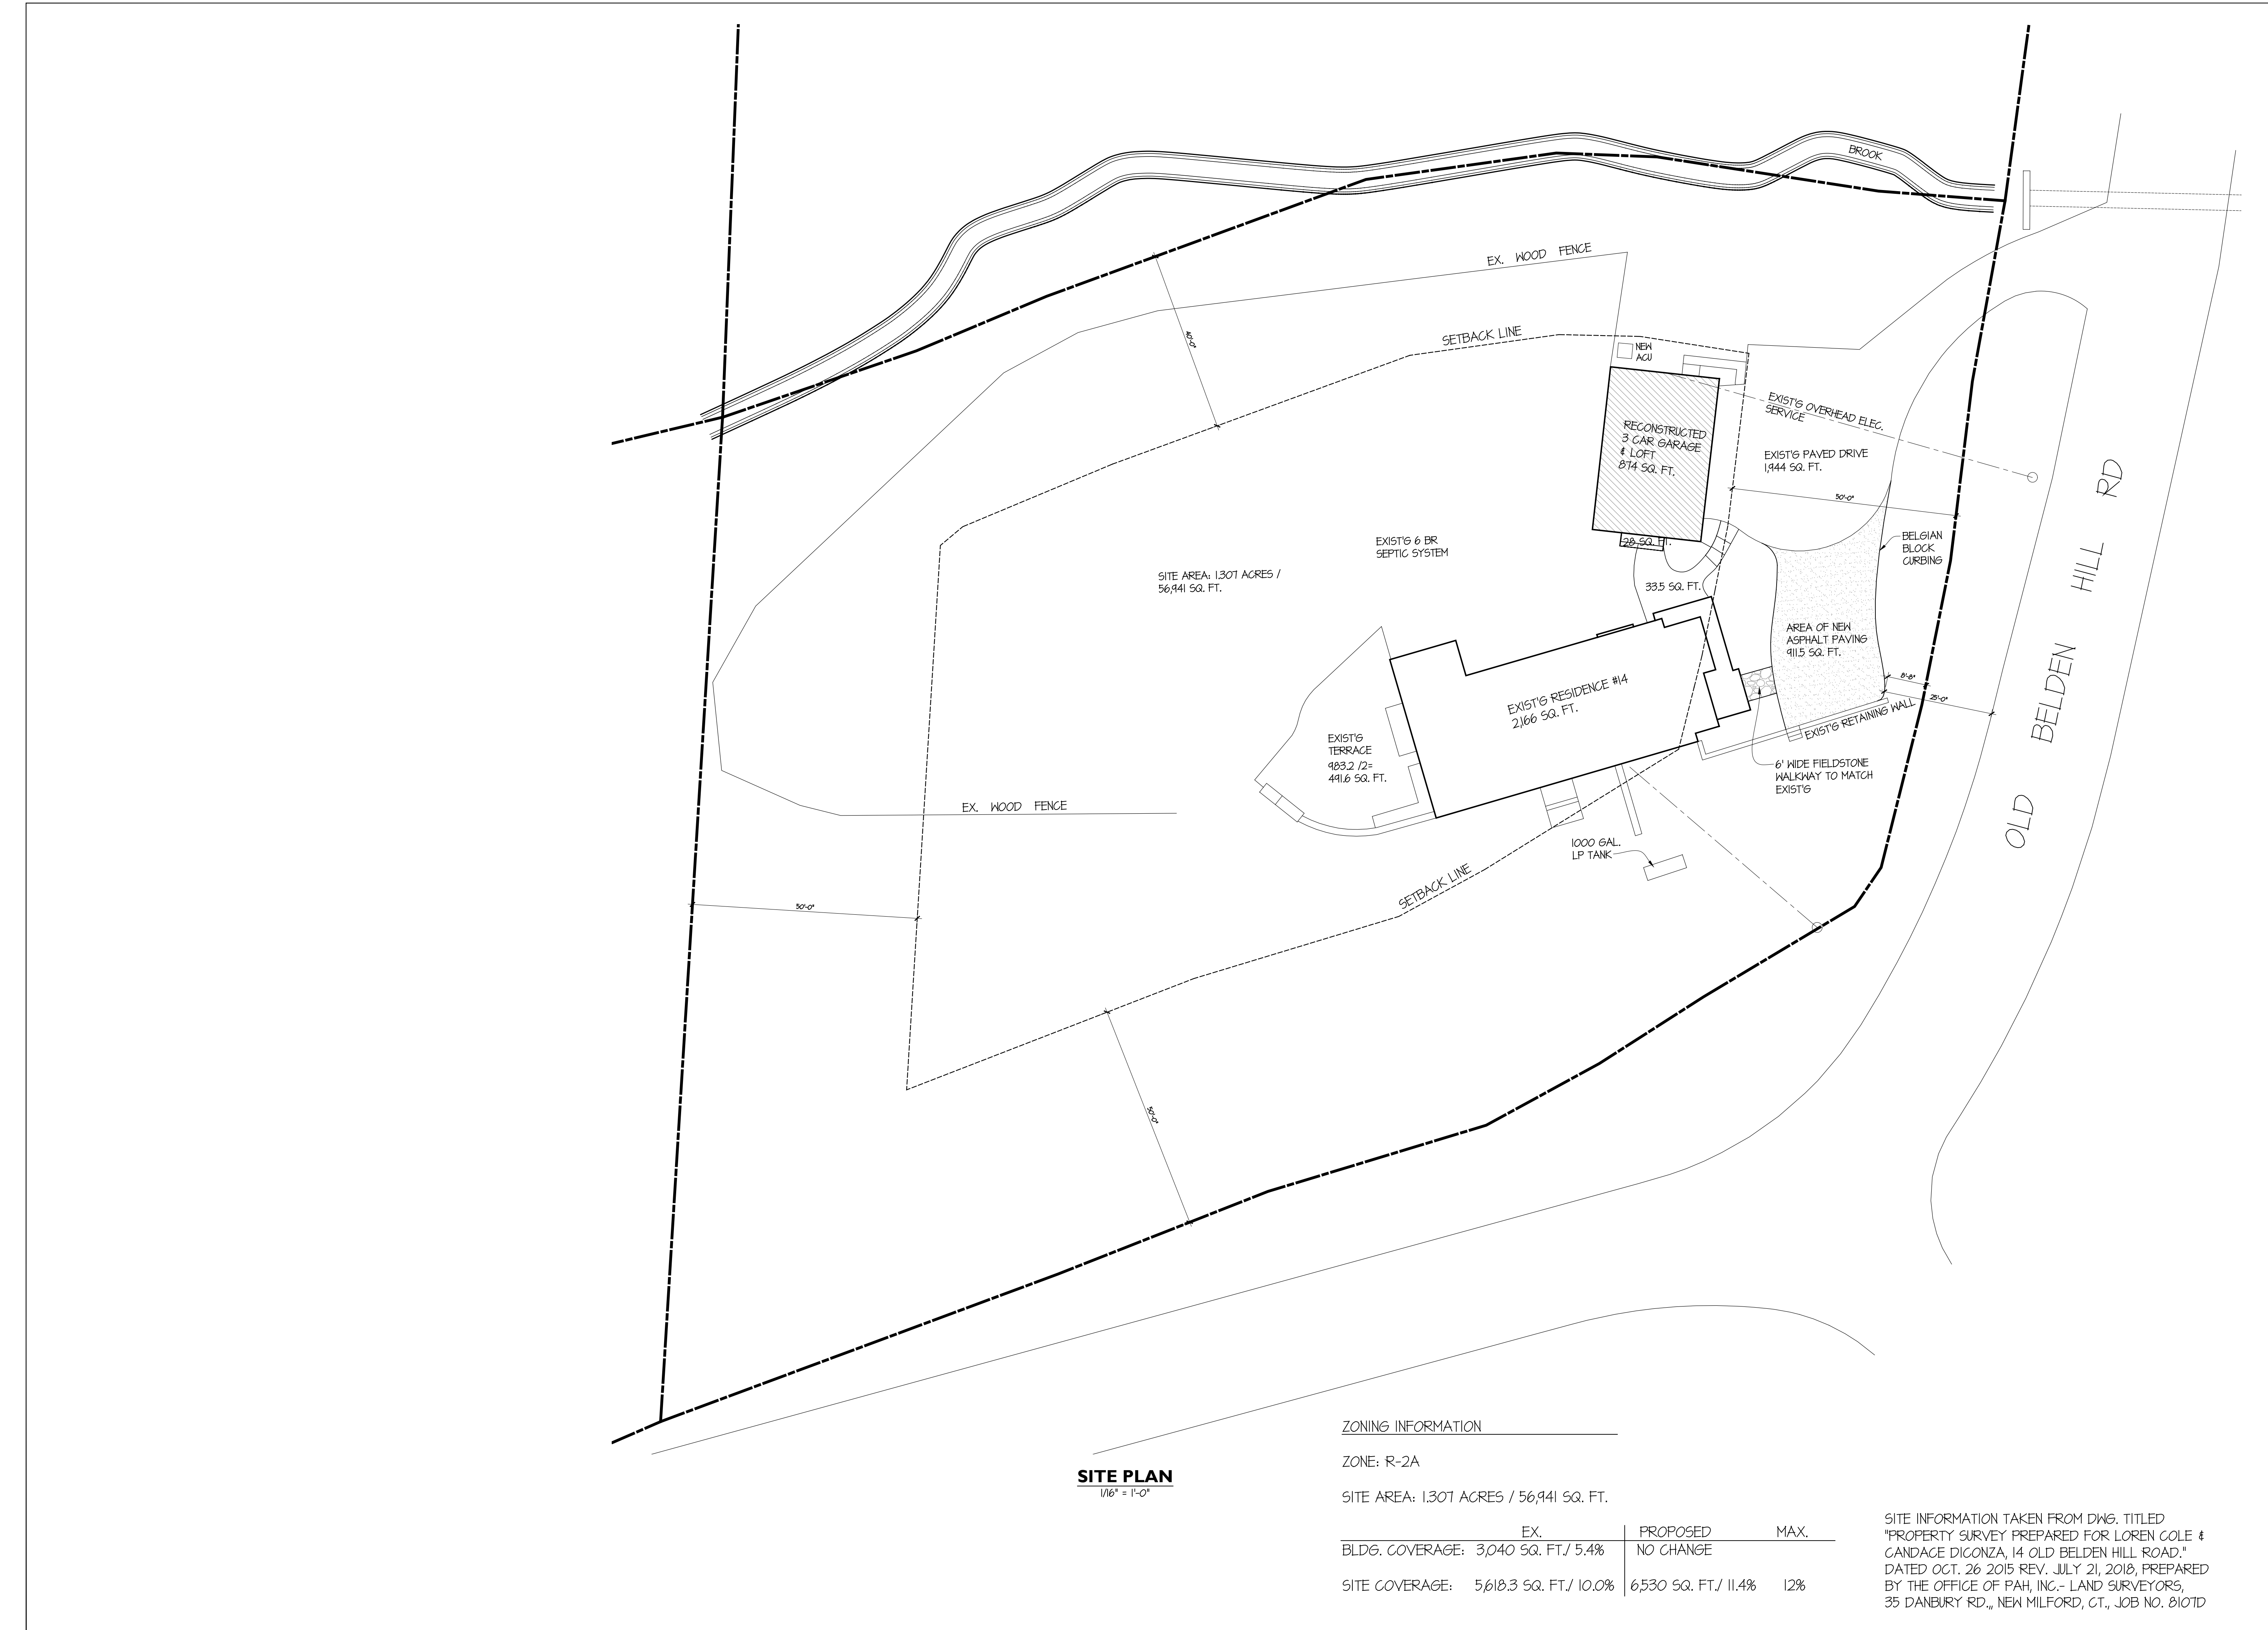 BROOK
EX. WOOD FENCE
SETBACK LINE
40'-0"
NEW
ACU
EXIST'G OVERHEAD ELEC.
SERVICE
RECONSTRUCTED
3 CAR GARAGE
& LOFT
874 SQ. FT.
EXIST'G PAVED DRIVE
1,944 SQ. FT.
50'-0"
OLD BELDEN HILL RD
EXIST'G 6 BR
SEPTIC SYSTEM
28 SQ. FT.
BELGIAN
BLOCK
CURBING
SITE AREA: 1.307 ACRES /
56,941 SQ. FT.
33.5 SQ. FT.
AREA OF NEW
ASPHALT PAVING
911.5 SQ. FT.
8'-8"
25'-0"
EXIST'G RESIDENCE #14
2,166 SQ. FT.
EXIST'G RETAINING WALL
EXIST'G
TERRACE
983.2 /2=
491.6 SQ. FT.
6' WIDE FIELDSTONE
WALKWAY TO MATCH
EXIST'G
EX. WOOD FENCE
1000 GAL.
LP TANK
SETBACK LINE
50'-0"
50'-0"
SITE PLAN
1/16" = 1'-0"
ZONING INFORMATION
ZONE: R-2A
SITE AREA: 1.307 ACRES / 56,941 SQ. FT.
EX. PROPOSED MAX.
BLDG. COVERAGE: 3,040 SQ. FT./ 5.4% NO CHANGE
SITE COVERAGE: 5,618.3 SQ. FT./ 10.0% 6,530 SQ. FT./ 11.4% 12%
SITE INFORMATION TAKEN FROM DWG. TITLED
"PROPERTY SURVEY PREPARED FOR LOREN COLE &
CANDACE DICONZA, 14 OLD BELDEN HILL ROAD."
DATED OCT. 26 2015 REV. JULY 21, 2018, PREPARED
BY THE OFFICE OF PAH, INC.- LAND SURVEYORS,
35 DANBURY RD.,, NEW MILFORD, CT., JOB NO. 8107D